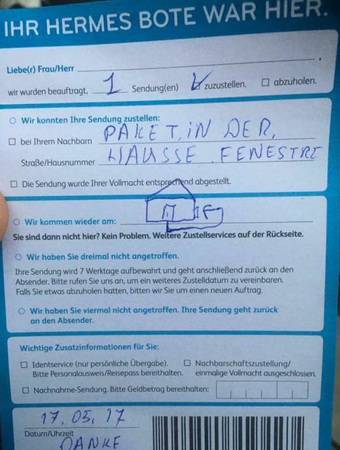 IHR HERMES BOTE WAR HIER.
Liebe(r) Frau/Herr
wir wurden beauftragt, 1 Sendung(en) zuzustellen. abzuholen.
Wir konnten Ihre Sendung zustellen:
bei Ihrem Nachbarn PAKET, IN DER,
Straße/Hausnummer HAUSSE FENESTRE
Die Sendung wurde Ihrer Vollmacht entsprechend abgestellt.
Wir kommen wieder am:
Sie sind dann nicht hier? Kein Problem. Weitere Zustellservices auf der Rückseite.
Wir haben Sie dreimal nicht angetroffen.
Ihre Sendung wird 7 Werktage aufbewahrt und geht anschließend zurück an den
Absender. Bitte rufen Sie uns an, um ein weiteres Zustelldatum zu vereinbaren.
Falls Sie etwas abzuholen hatten, bitten wir Sie um einen neuen Auftrag.
Wir haben Sie viermal nicht angetroffen. Ihre Sendung geht zurück
an den Absender.
Wichtige Zusatzinformationen für Sie:
Identservice (nur persönliche Übergabe). Nachbarschaftszustellung/
Bitte Personalausweis/Reisepass bereithalten. einmalige Vollmacht ausgeschlossen.
Nachnahme-Sendung. Bitte Geldbetrag bereithalten:
17.05.17
Datum/Uhrzeit
DANKE